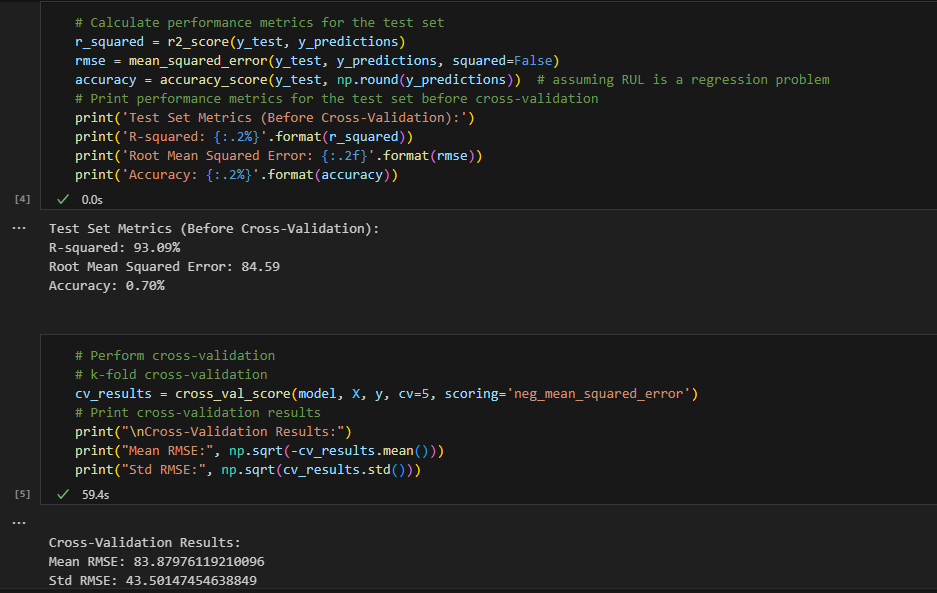 # Calculate performance metrics for the test set
r_squared = r2_score(y_test, y_predictions)
rmse = mean_squared_error(y_test, y_predictions, squared=False)
accuracy = accuracy_score(y_test, np.round(y_predictions))  # assuming RUL is a regression problem
# Print performance metrics for the test set before cross-validation
print('Test Set Metrics (Before Cross-Validation):')
print('R-squared: {:.2%}'.format(r_squared))
print('Root Mean Squared Error: {:.2f}'.format(rmse))
print('Accuracy: {:.2%}'.format(accuracy))
[4] ✓ 0.0s
... Test Set Metrics (Before Cross-Validation):
R-squared: 93.09%
Root Mean Squared Error: 84.59
Accuracy: 0.70%
# Perform cross-validation
# k-fold cross-validation
cv_results = cross_val_score(model, X, y, cv=5, scoring='neg_mean_squared_error')
# Print cross-validation results
print("\nCross-Validation Results:")
print("Mean RMSE:", np.sqrt(-cv_results.mean()))
print("Std RMSE:", np.sqrt(cv_results.std()))
[5] ✓ 59.4s
...
Cross-Validation Results:
Mean RMSE: 83.87976119210096
Std RMSE: 43.50147454638849